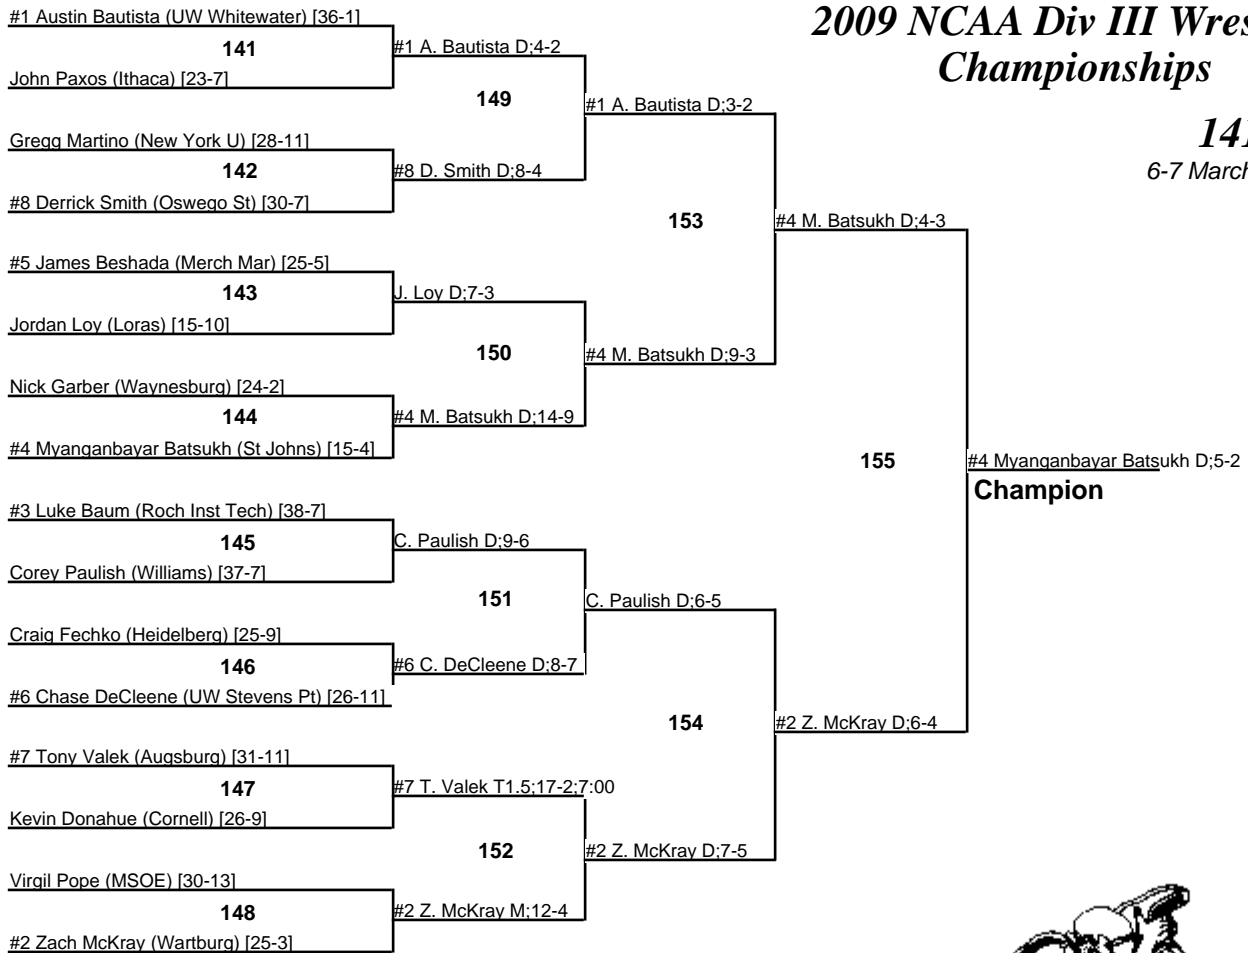 2009 NCAA Div III Wres
Championships
141
6-7 March
#1 Austin Bautista (UW Whitewater) [36-1]
141
John Paxos (Ithaca) [23-7]
#1 A. Bautista D;4-2
149
Gregg Martino (New York U) [28-11]
142
#8 Derrick Smith (Oswego St) [30-7]
#8 D. Smith D;8-4
#1 A. Bautista D;3-2
153
#5 James Beshada (Merch Mar) [25-5]
143
Jordan Loy (Loras) [15-10]
J. Loy D;7-3
150
Nick Garber (Waynesburg) [24-2]
144
#4 Myanganbayar Batsukh (St Johns) [15-4]
#4 M. Batsukh D;14-9
#4 M. Batsukh D;9-3
#4 M. Batsukh D;4-3
155
#4 Myanganbayar Batsukh D;5-2
Champion
#3 Luke Baum (Roch Inst Tech) [38-7]
145
Corey Paulish (Williams) [37-7]
C. Paulish D;9-6
151
Craig Fechko (Heidelberg) [25-9]
146
#6 Chase DeCleene (UW Stevens Pt) [26-11]
#6 C. DeCleene D;8-7
C. Paulish D;6-5
154
#7 Tony Valek (Augsburg) [31-11]
147
Kevin Donahue (Cornell) [26-9]
#7 T. Valek T1.5;17-2;7:00
152
Virgil Pope (MSOE) [30-13]
148
#2 Zach McKray (Wartburg) [25-3]
#2 Z. McKray M;12-4
#2 Z. McKray D;7-5
#2 Z. McKray D;6-4